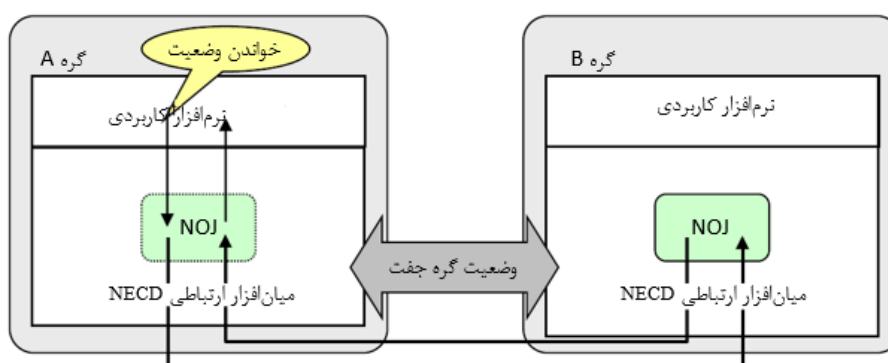 گره A
خواندن وضعیت
نرم‌افزار کاربردی
NOJ
میان‌افزار ارتباطی NECD
وضعیت گره جفت
گره B
نرم‌افزار کاربردی
NOJ
میان‌افزار ارتباطی NECD